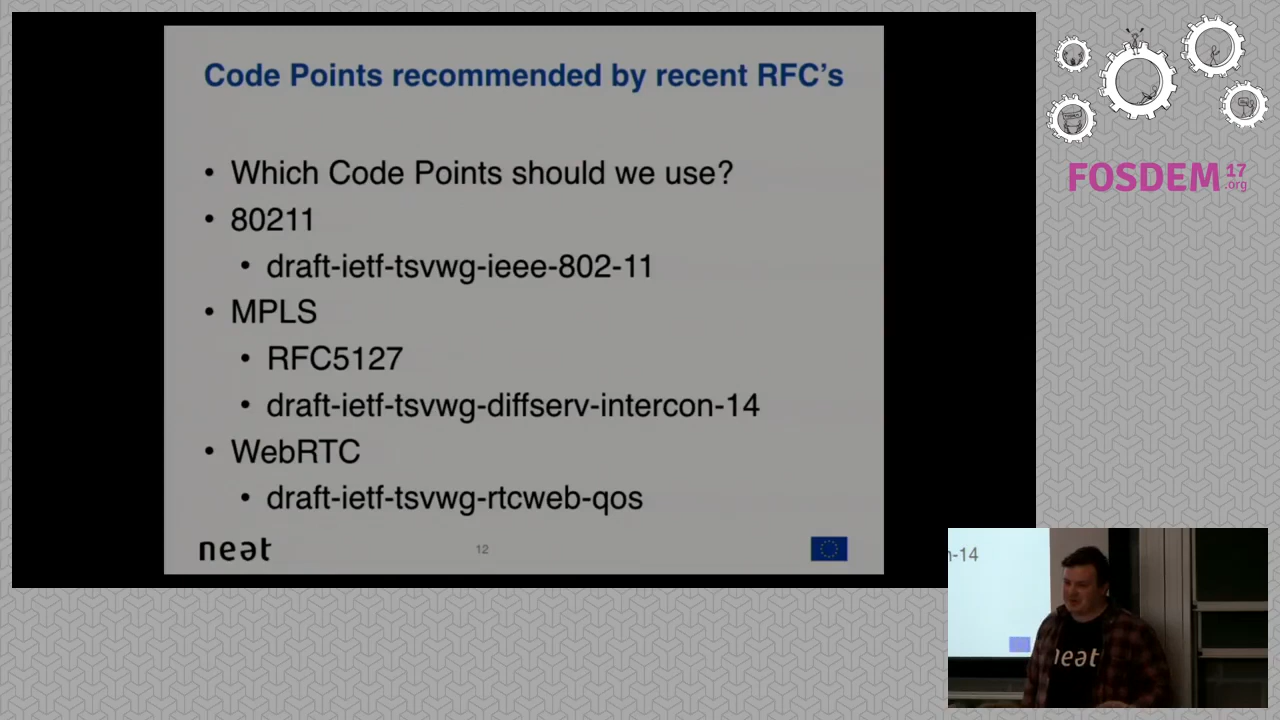 Code Points recommended by recent RFC's
• Which Code Points should we use?
• 80211
• draft-ietf-tsvwg-ieee-802-11
• MPLS
• RFC5127
• draft-ietf-tsvwg-diffserv-intercon-14
• WebRTC
• draft-ietf-tsvwg-rtcweb-qos
neat
12
FOSDEM 17
.org
n-14
neat